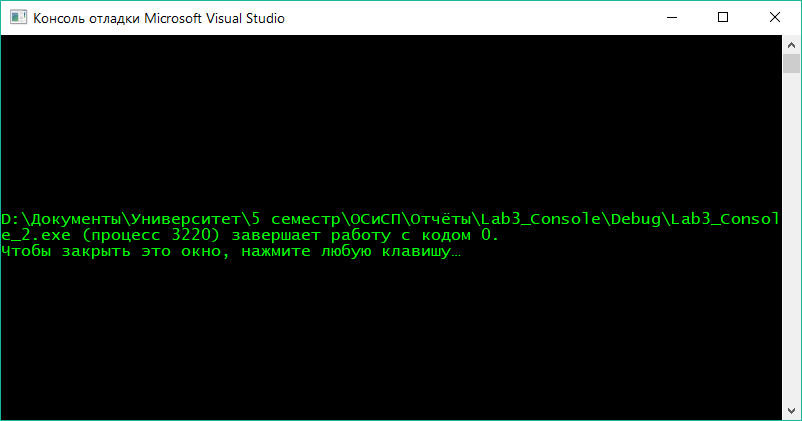 Консоль отладки Microsoft Visual Studio
D:\Документы\Университет\5 семестр\ОСиСП\Отчёты\Lab3_Console\Debug\Lab3_Consol
e_2.exe (процесс 3220) завершает работу с кодом 0.
Чтобы закрыть это окно, нажмите любую клавишу…